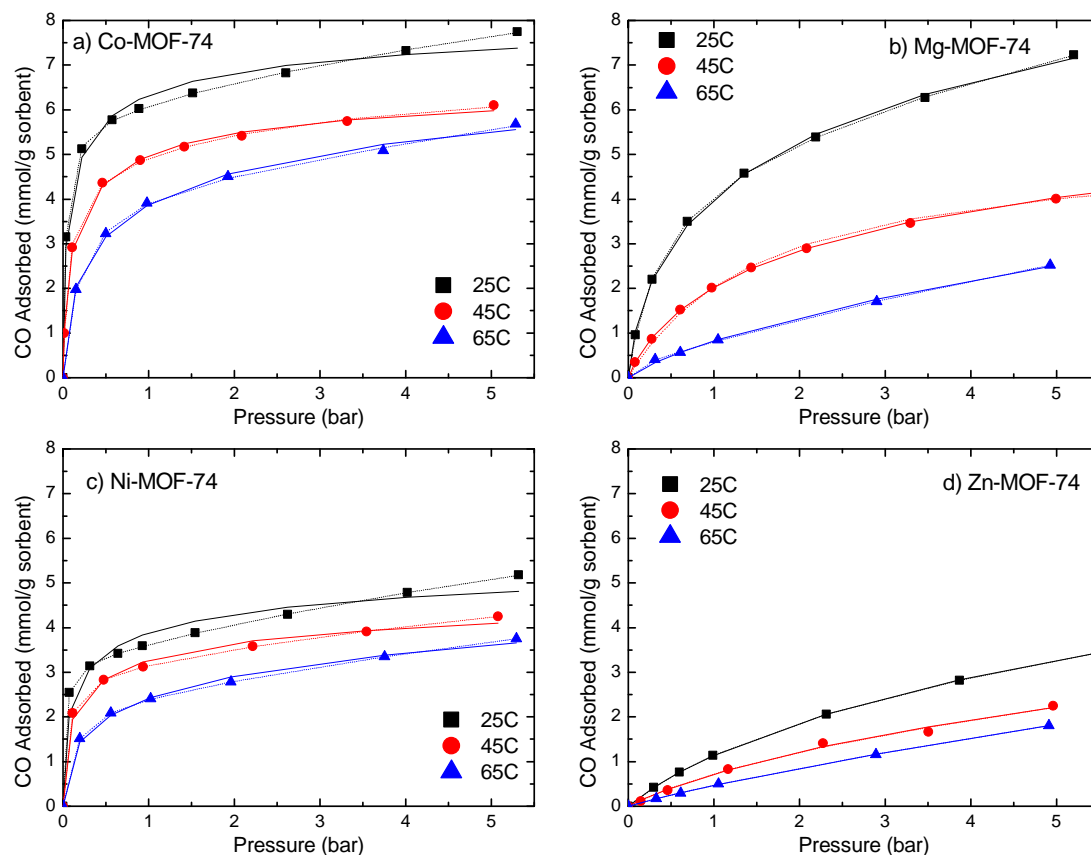 a) Co-MOF-74
CO Adsorbed (mmol/g sorbent)
8
7
6
5
4
3
2
1
0
25C
45C
65C
0 1 2 3 4 5
Pressure (bar)
b) Mg-MOF-74
CO Adsorbed (mmol/g sorbent)
8
7
6
5
4
3
2
1
0
25C
45C
65C
0 1 2 3 4 5
Pressure (bar)
c) Ni-MOF-74
CO Adsorbed (mmol/g sorbent)
8
7
6
5
4
3
2
1
0
25C
45C
65C
0 1 2 3 4 5
Pressure (bar)
d) Zn-MOF-74
CO Adsorbed (mmol/g sorbent)
8
7
6
5
4
3
2
1
0
25C
45C
65C
0 1 2 3 4 5
Pressure (bar)